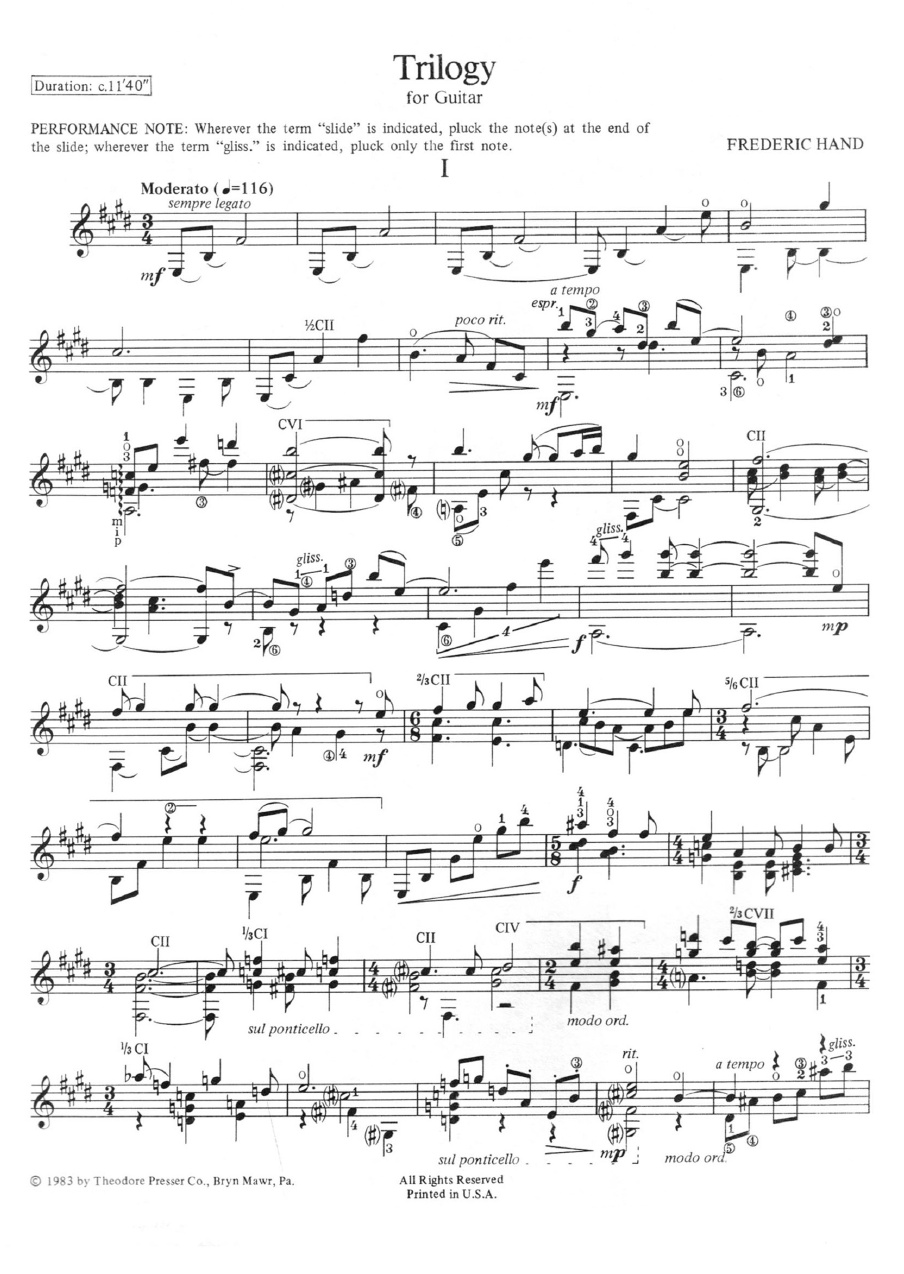 Trilogy
for Guitar
Duration: c.11'40"
PERFORMANCE NOTE: Wherever the term “slide” is indicated, pluck the note(s) at the end of
the slide; wherever the term “gliss.” is indicated, pluck only the first note.
FREDERIC HAND
I
Moderato (♩=116)
sempre legato
mf
a tempo
espr.
½CII
poco rit.
mf
CVI
CII
m
i
p
gliss.
gliss.
4
f
mp
CII
2/3CII
5/6CII
mf
f
CII
1/3CI
CII
CIV
2/3CVII
sul ponticello
modo ord.
1/3 CI
rit.
a tempo
gliss.
sul ponticello
mp
modo ord.
© 1983 by Theodore Presser Co., Bryn Mawr, Pa.
All Rights Reserved
Printed in U.S.A.